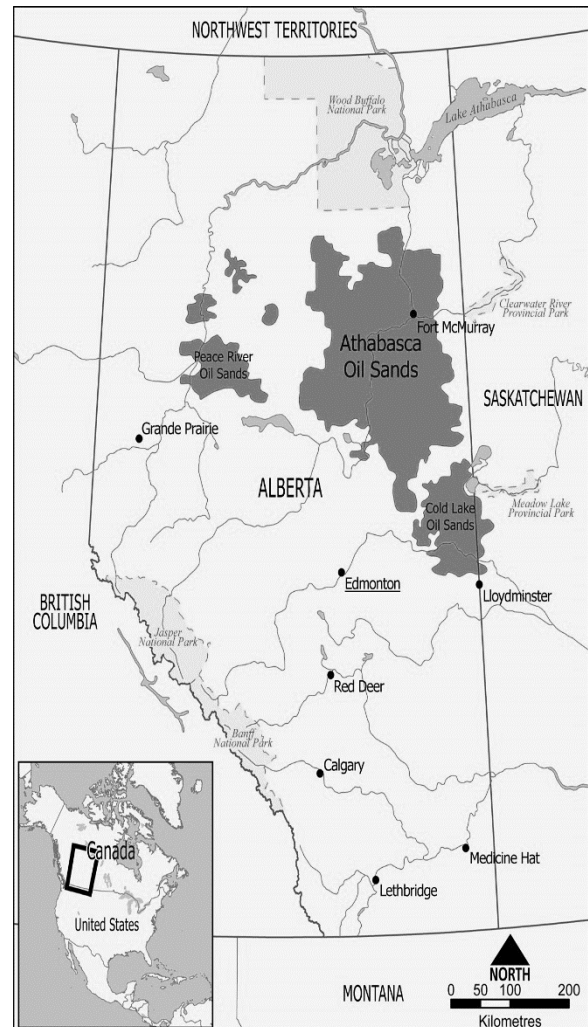 NORTHWEST TERRITORIES
Wood Buffalo
National Park
Lake Athabasca
Clearwater River
Provincial Park
Fort McMurray
Athabasca
Oil Sands
Peace River
Oil Sands
SASKATCHEWAN
Grande Prairie
ALBERTA
Cold Lake
Oil Sands
Meadow Lake
Provincial Park
Edmonton
Lloydminster
BRITISH
COLUMBIA
Jasper
National Park
Red Deer
Banff
National Park
Calgary
Medicine Hat
Lethbridge
Canada
United States
MONTANA
NORTH
0 50 100 200
Kilometres